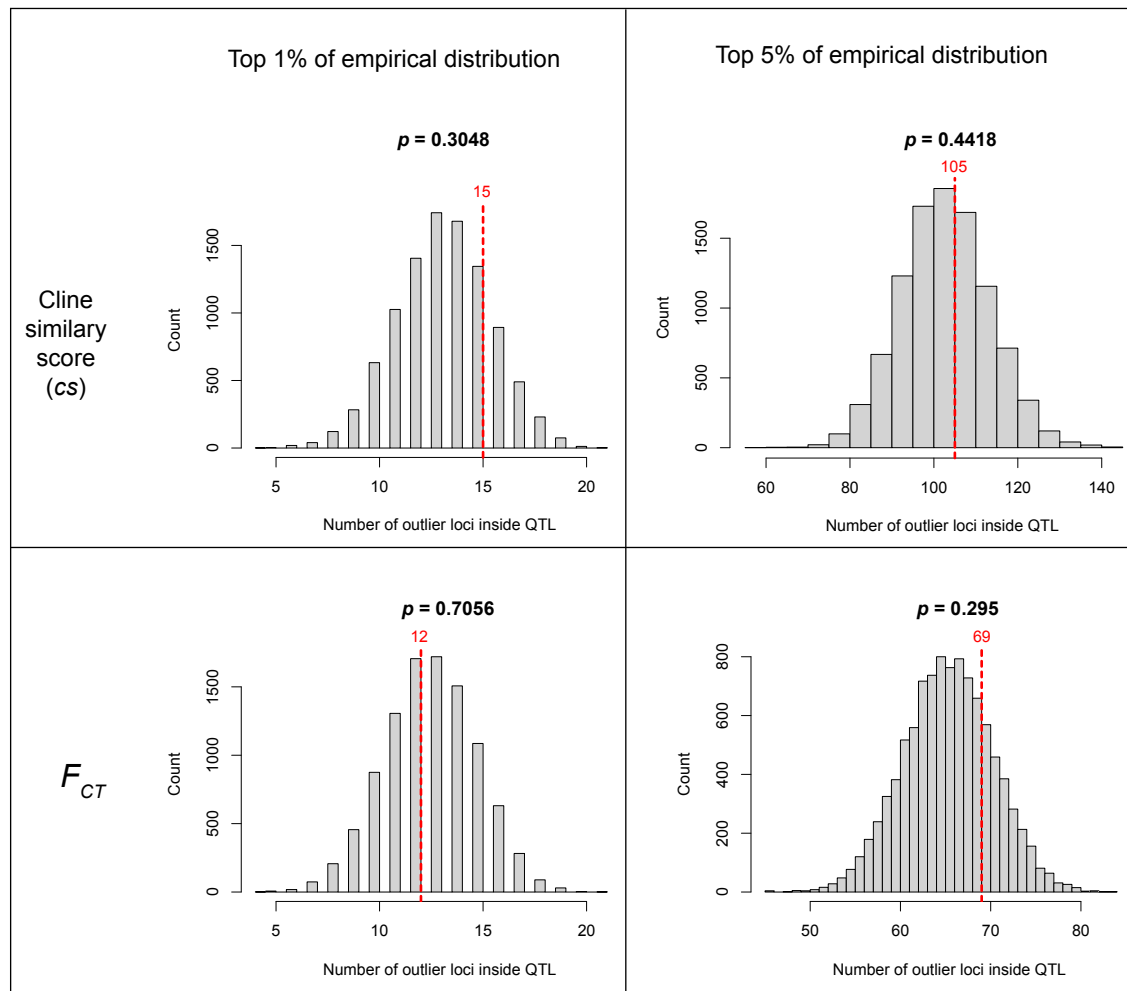 Top 1% of empirical distribution
Top 5% of empirical distribution
Cline
similary
score
(cs)
p = 0.3048
15
Count
0
500
1000
1500
5 10 15 20
Number of outlier loci inside QTL
p = 0.4418
105
Count
0
500
1000
1500
60 80 100 120 140
Number of outlier loci inside QTL
F_CT
p = 0.7056
12
Count
0
500
1000
1500
5 10 15 20
Number of outlier loci inside QTL
p = 0.295
69
Count
0
200
400
600
800
50 60 70 80
Number of outlier loci inside QTL